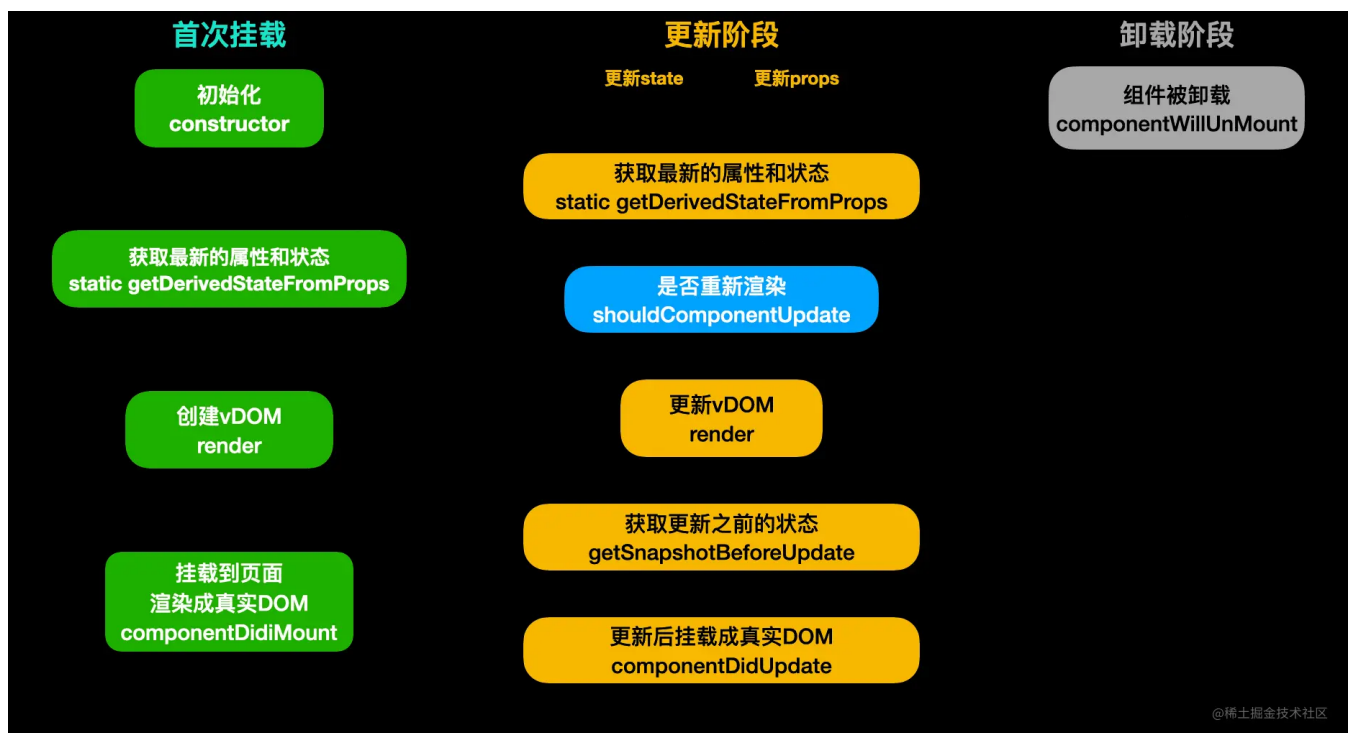 首次挂载
初始化
constructor
获取最新的属性和状态
static getDerivedStateFromProps
创建vDOM
render
挂载到页面
渲染成真实DOM
componentDidiMount
更新阶段
更新state
更新props
获取最新的属性和状态
static getDerivedStateFromProps
是否重新渲染
shouldComponentUpdate
更新vDOM
render
获取更新之前的状态
getSnapshotBeforeUpdate
更新后挂载成真实DOM
componentDidUpdate
卸载阶段
组件被卸载
componentWillUnMount
@稀土掘金技术社区